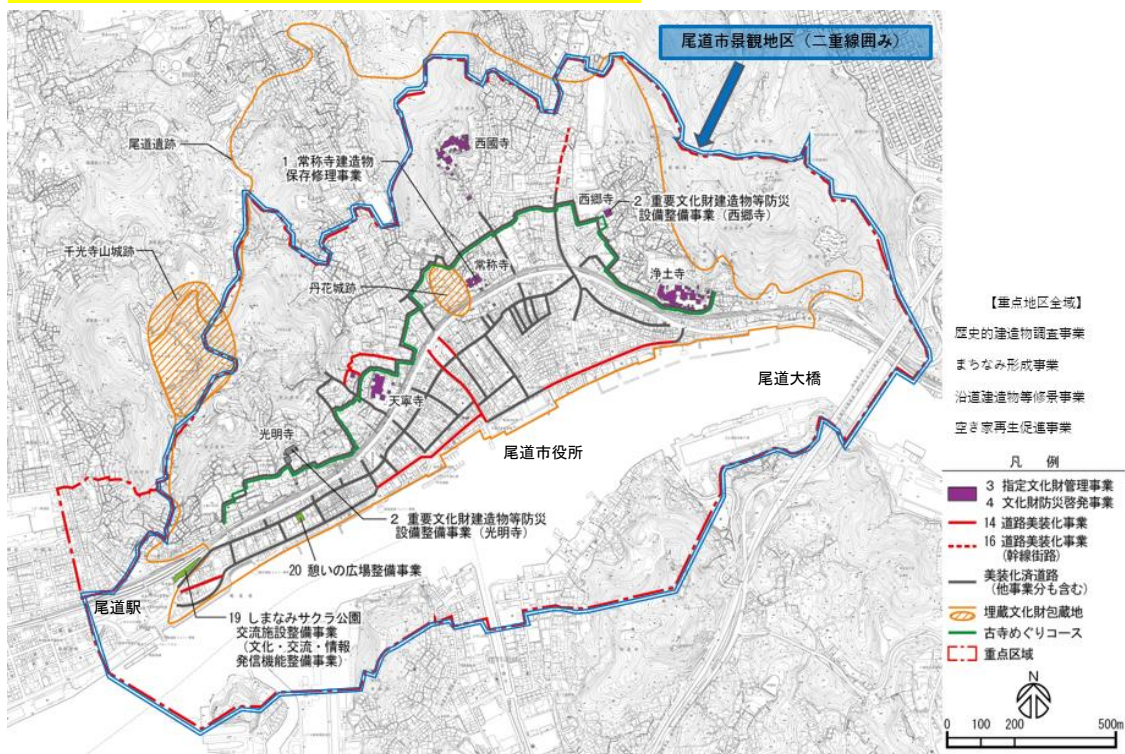 尾道市景観地区（二重線囲み）
尾道遺跡
西國寺
1 常称寺建造物
保存修理事業
西郷寺
2 重要文化財建造物等防災
設備整備事業（西郷寺）
千光寺山城跡
常称寺
丹花城跡
浄土寺
【重点地区全域】
歴史的建造物調査事業
まちなみ形成事業
沿道建造物等修景事業
空き家再生促進事業
尾道大橋
天寧寺
光明寺
尾道市役所
2 重要文化財建造物等防災
設備整備事業（光明寺）
20 憩いの広場整備事業
尾道駅
19 しまなみサクラ公園
交流施設整備事業
（文化・交流・情報
発信機能整備事業）
凡 例
3 指定文化財管理事業
4 文化財防災啓発事業
14 道路美装化事業
16 道路美装化事業
（幹線街路）
美装化済道路
（他事業分も含む）
埋蔵文化財包蔵地
古寺めぐりコース
重点区域
N
0 100 200 500m